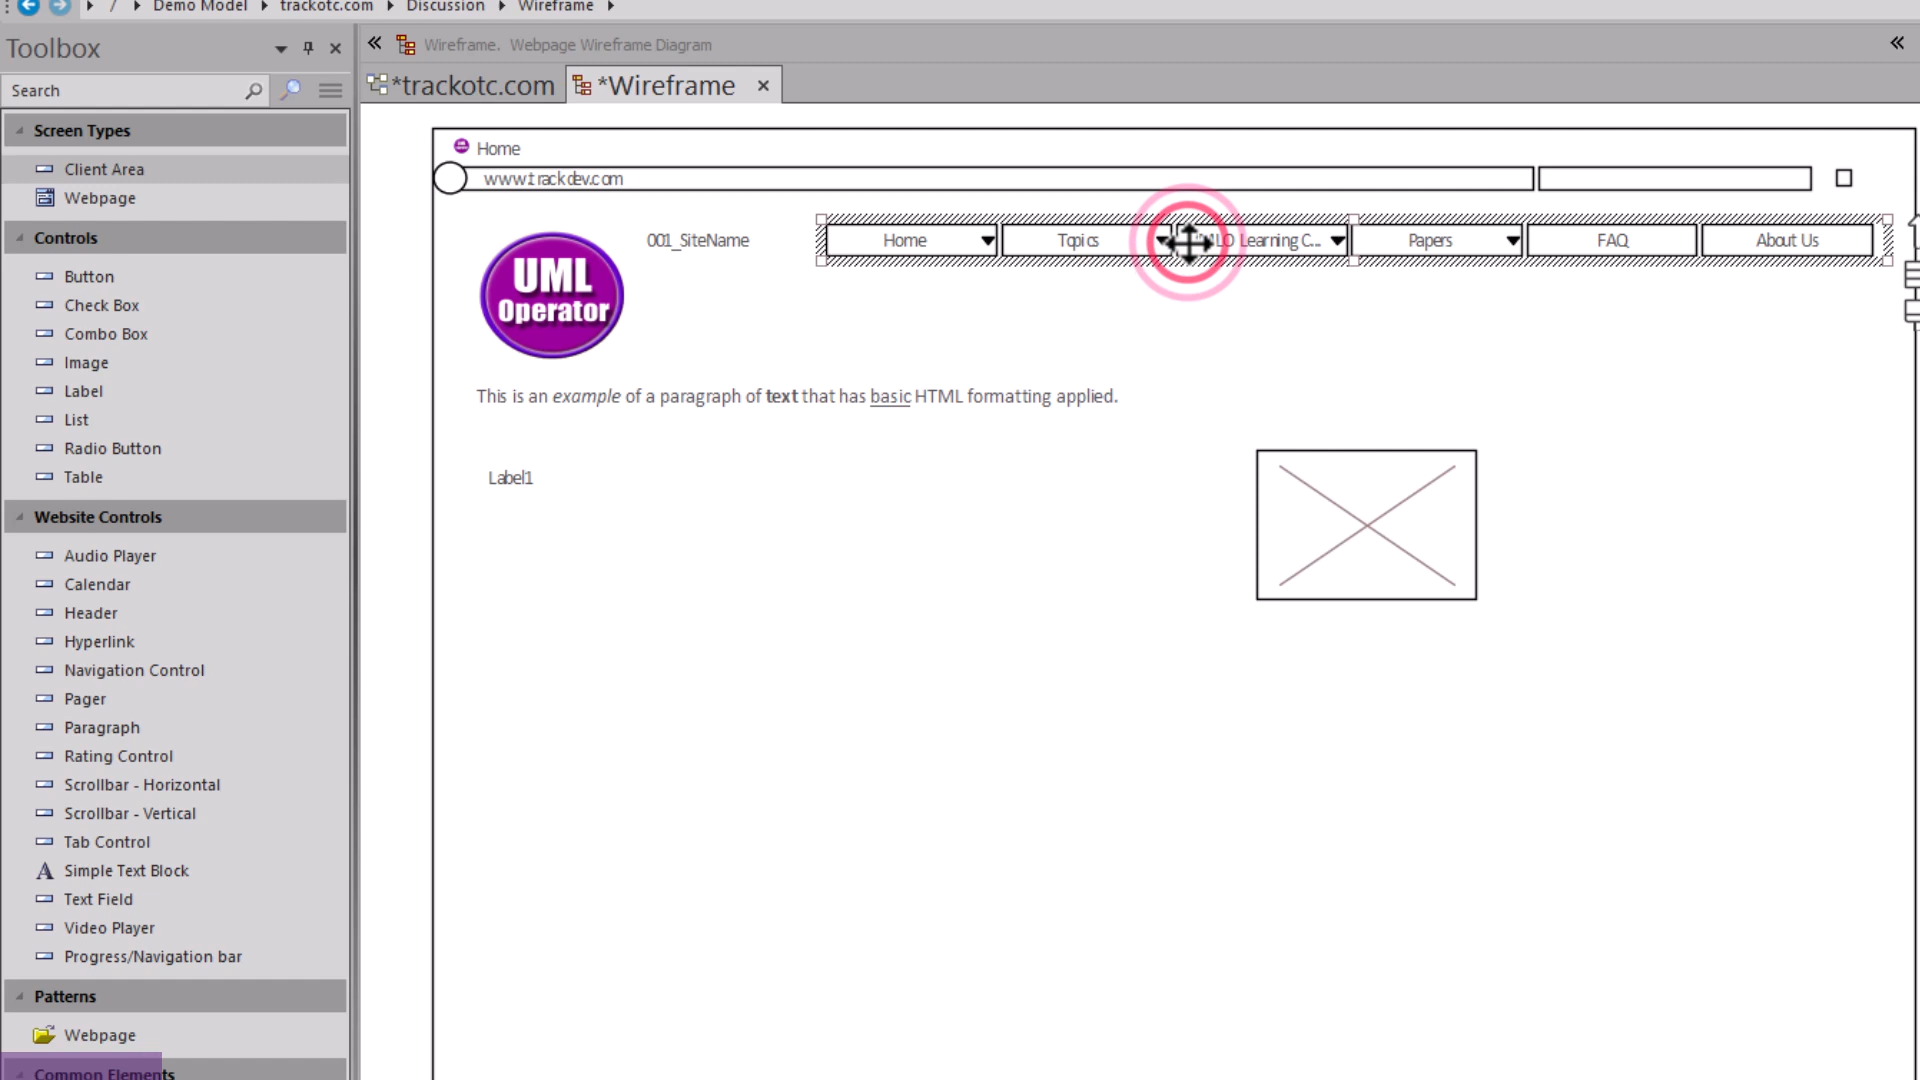 / Demo Model trackotc.com Discussion Wireframe
Toolbox
Wireframe. Webpage Wireframe Diagram
Search
*trackotc.com
*Wireframe
Screen Types
Client Area
Webpage
Controls
Button
Check Box
Combo Box
Image
Label
List
Radio Button
Table
Website Controls
Audio Player
Calendar
Header
Hyperlink
Navigation Control
Pager
Paragraph
Rating Control
Scrollbar - Horizontal
Scrollbar - Vertical
Tab Control
Simple Text Block
Text Field
Video Player
Progress/Navigation bar
Patterns
Webpage
Common Elements
Home
www.trackdev.com
UML
Operator
001_SiteName
Home
Topics
Learning C...
Papers
FAQ
About Us
This is an example of a paragraph of text that has basic HTML formatting applied.
Label1